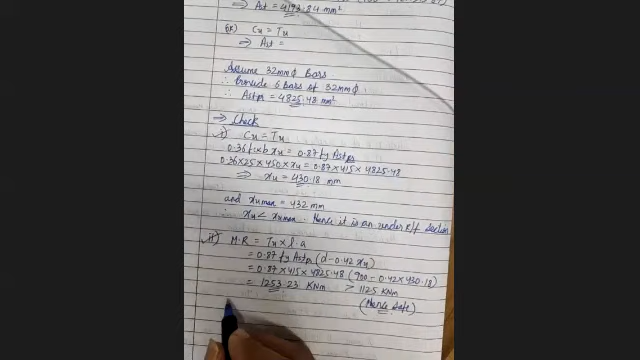 ⇒ Ast = 4193.84 mm²
OR) Cu = Tu
⇒ Ast =
Assume 32mmϕ Bars
∴ Provide 6 Bars of 32mmϕ.
∴ Astpr = 4825.48 mm²
⇒ Check
i) Cu = Tu
0.36 fck b xu = 0.87 fy Astpr
0.36×25×450×xu = 0.87×415×4825.48
⇒ xu = 430.18 mm
and xumax = 432 mm
∴ xu < xumax. Hence it is an under R/f Section
ii) M.R = Tu × l.a
= 0.87 fy Astpr (d - 0.42 xu)
= 0.87×415×4825.48 (900 - 0.42×430.18)
= 1253.23 KNm > 1125 KNm
(Hence Safe)